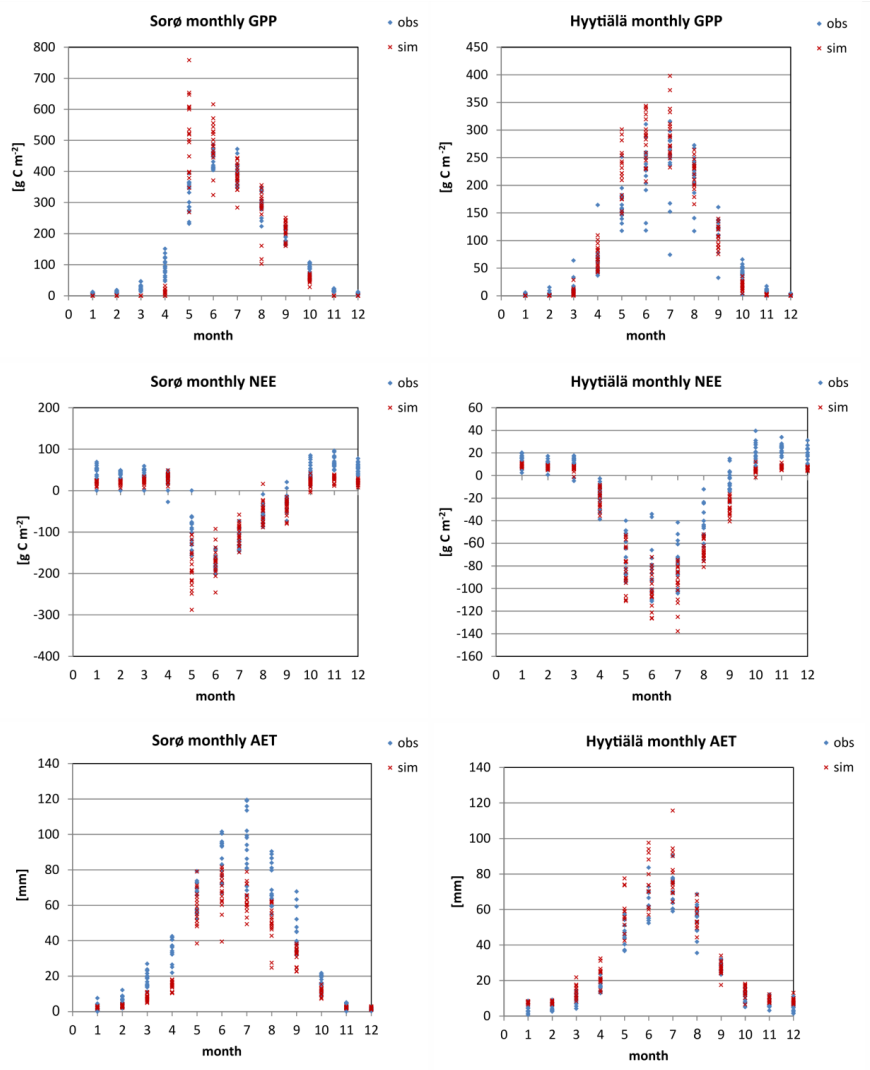 Sorø monthly GPP
obs
sim
800
700
600
500
400
300
200
100
0
[g C m-2]
0 1 2 3 4 5 6 7 8 9 10 11 12
month
Hyytiälä monthly GPP
obs
sim
450
400
350
300
250
200
150
100
50
0
[g C m-2]
0 1 2 3 4 5 6 7 8 9 10 11 12
month
Sorø monthly NEE
obs
sim
200
100
0
-100
-200
-300
-400
[g C m-2]
0 1 2 3 4 5 6 7 8 9 10 11 12
month
Hyytiälä monthly NEE
obs
sim
60
40
20
0
-20
-40
-60
-80
-100
-120
-140
-160
[g C m-2]
0 1 2 3 4 5 6 7 8 9 10 11 12
month
Sorø monthly AET
obs
sim
140
120
100
80
60
40
20
0
[mm]
0 1 2 3 4 5 6 7 8 9 10 11 12
month
Hyytiälä monthly AET
obs
sim
140
120
100
80
60
40
20
0
[mm]
0 1 2 3 4 5 6 7 8 9 10 11 12
month